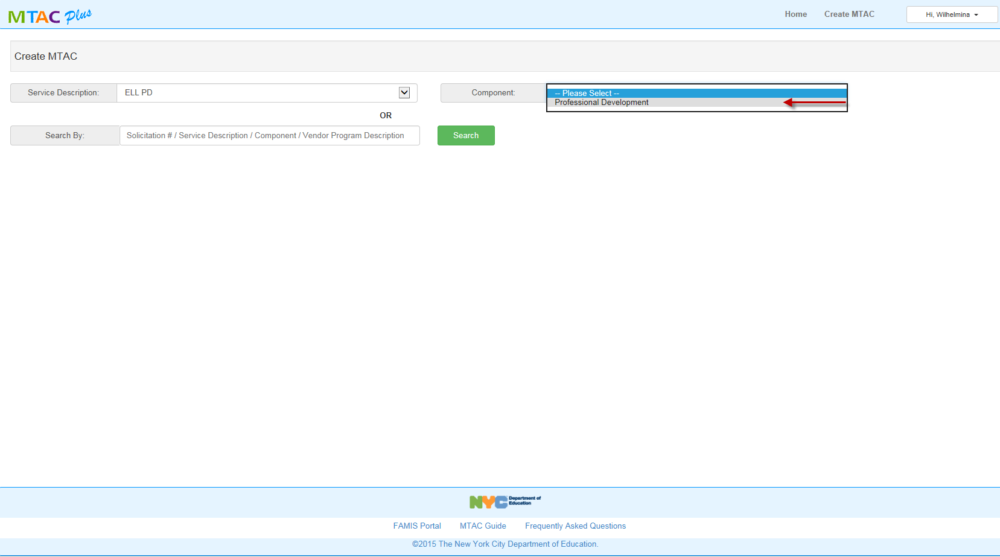 MTAC Plus
Home Create MTAC Hi, Wilhelmina
Create MTAC
Service Description: ELL PD Component: -- Please Select --
Professional Development
OR
Search By: Solicitation # / Service Description / Component / Vendor Program Description Search
NYC Department of
Education
FAMIS Portal MTAC Guide Frequently Asked Questions
©2015 The New York City Department of Education.